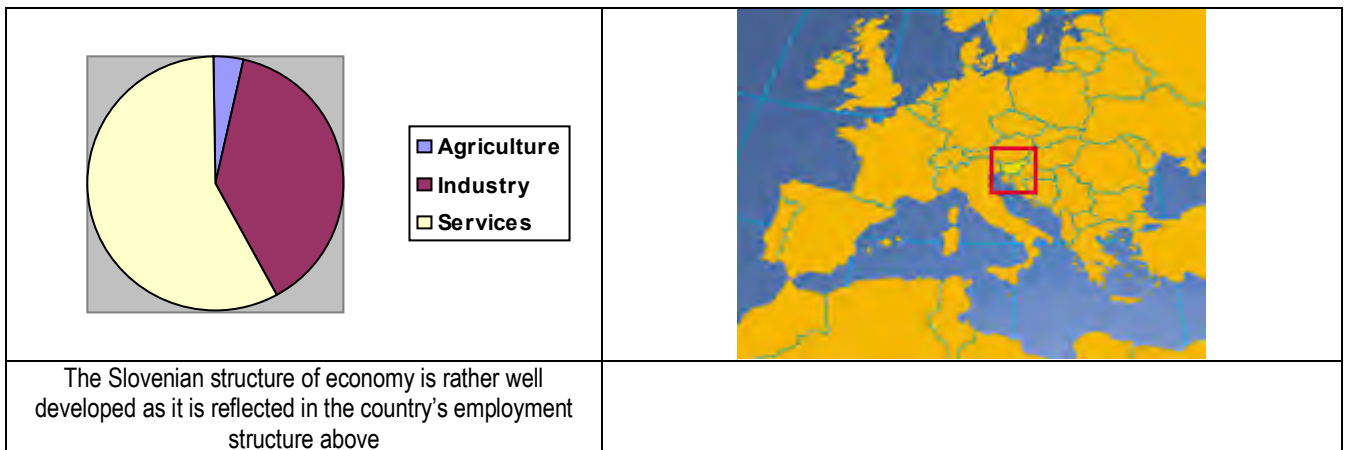 Agriculture
Industry
Services
The Slovenian structure of economy is rather well
developed as it is reflected in the country's employment
structure above